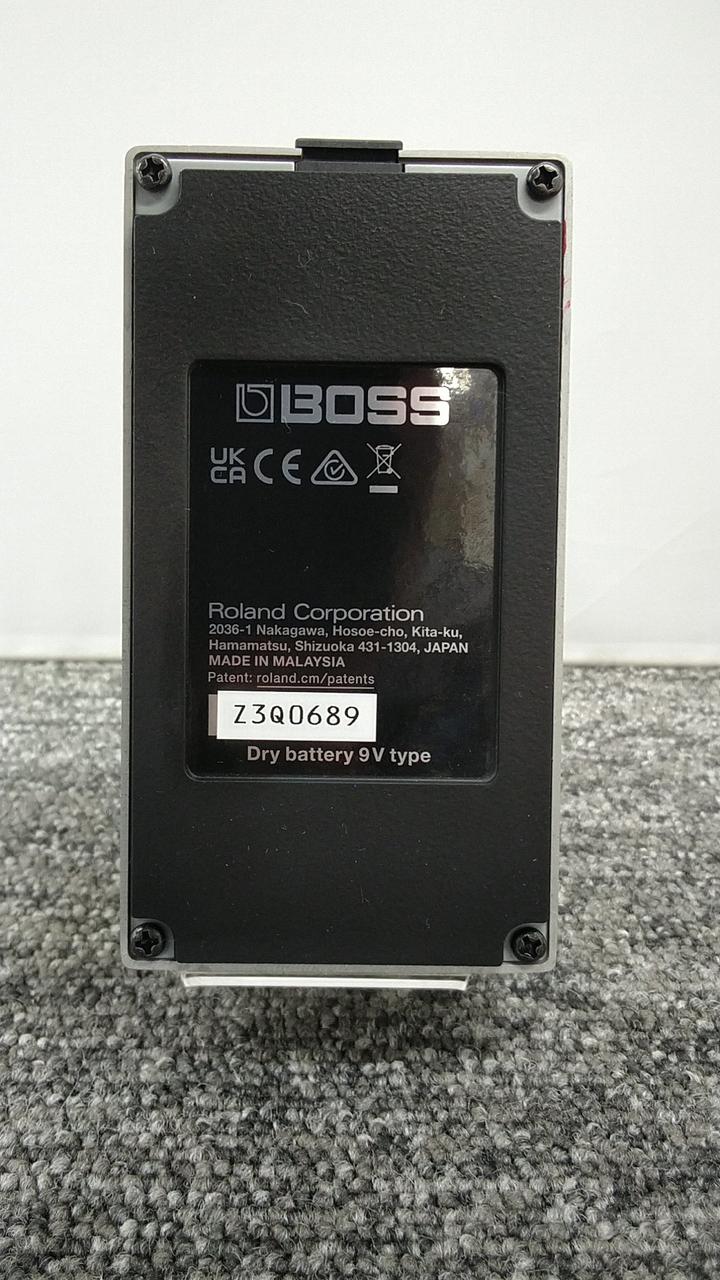 BOSS
UK
CA CE
Roland Corporation
2036-1 Nakagawa, Hosoe-cho, Kita-ku,
Hamamatsu, Shizuoka 431-1304, JAPAN
MADE IN MALAYSIA
Patent: roland.cm/patents
Z3Q0689
Dry battery 9V type